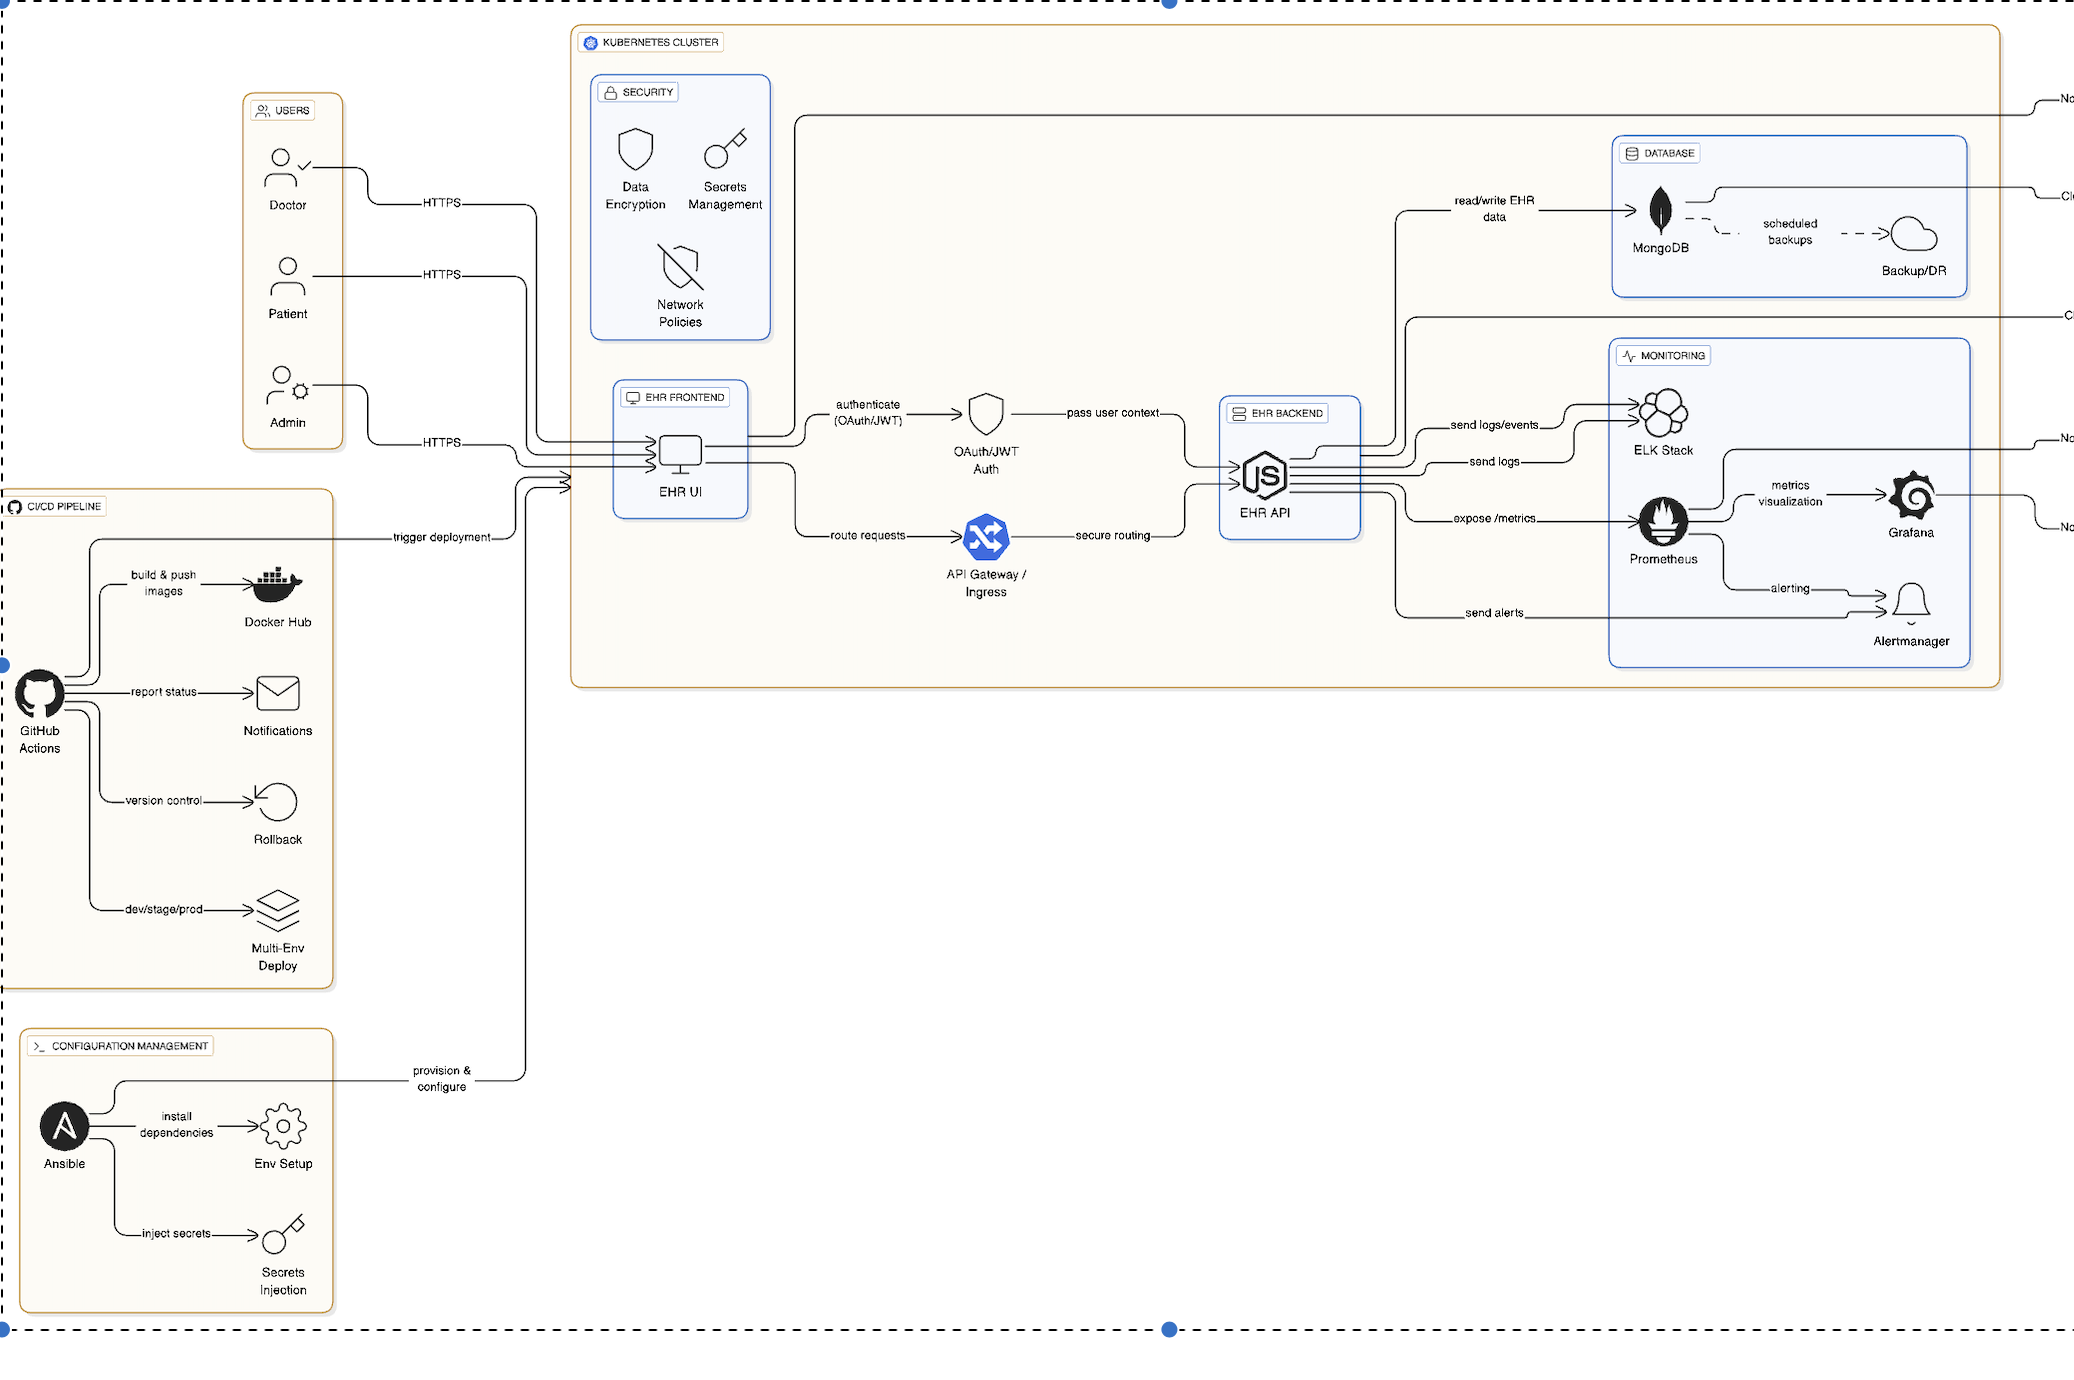 KUBERNETES CLUSTER
SECURITY
Data
Encryption
Secrets
Management
Network
Policies
USERS
Doctor
Patient
Admin
HTTPS
HTTPS
HTTPS
EHR FRONTEND
EHR UI
authenticate
(OAuth/JWT)
OAuth/JWT
Auth
pass user context
route requests
API Gateway /
Ingress
secure routing
EHR BACKEND
JS
EHR API
read/write EHR
data
DATABASE
MongoDB
scheduled
backups
Backup/DR
MONITORING
send logs/events
send logs
ELK Stack
expose /metrics
Prometheus
metrics
visualization
Grafana
alerting
send alerts
Alertmanager
CI/CD PIPELINE
trigger deployment
build & push
images
Docker Hub
GitHub
Actions
report status
Notifications
version control
Rollback
dev/stage/prod
Multi-Env
Deploy
CONFIGURATION MANAGEMENT
provision &
configure
Ansible
install
dependencies
Env Setup
inject secrets
Secrets
Injection